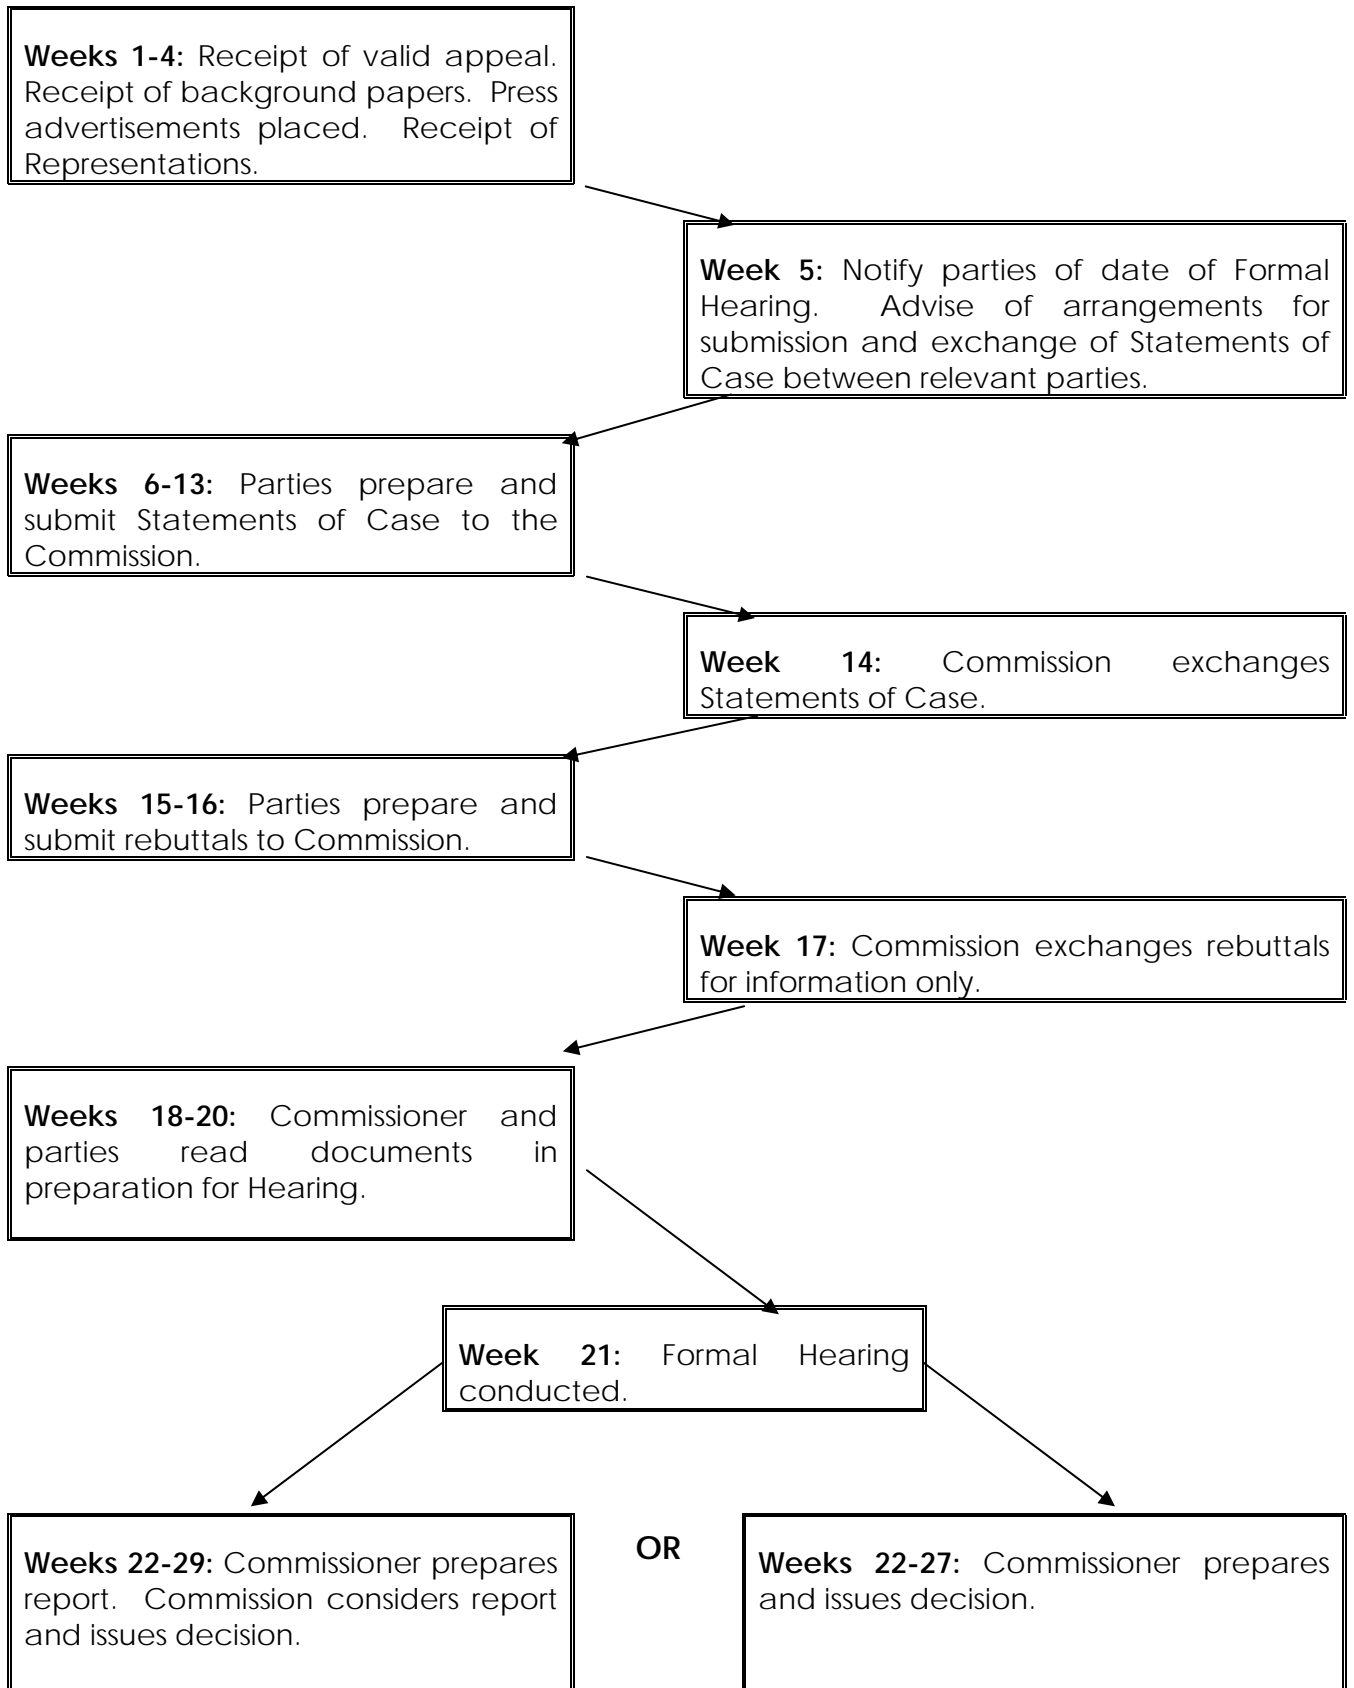 Weeks 1-4: Receipt of valid appeal.
Receipt of background papers. Press
advertisements placed. Receipt of
Representations.
Week 5: Notify parties of date of Formal
Hearing. Advise of arrangements for
submission and exchange of Statements of
Case between relevant parties.
Weeks 6-13: Parties prepare and
submit Statements of Case to the
Commission.
Week 14: Commission exchanges
Statements of Case.
Weeks 15-16: Parties prepare and
submit rebuttals to Commission.
Week 17: Commission exchanges rebuttals
for information only.
Weeks 18-20: Commissioner and
parties read documents in
preparation for Hearing.
Week 21: Formal Hearing
conducted.
Weeks 22-29: Commissioner prepares
report. Commission considers report
and issues decision.
OR
Weeks 22-27: Commissioner prepares
and issues decision.